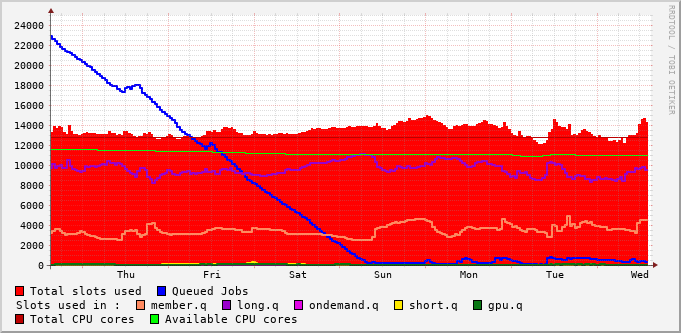 24000
22000
20000
18000
16000
14000
12000
10000
8000
6000
4000
2000
0
Thu Fri Sat Sun Mon Tue Wed
RRDTOOL / TOBI OETIKER
Total slots used Queued Jobs
Slots used in : member.q long.q ondemand.q short.q gpu.q
Total CPU cores Available CPU cores